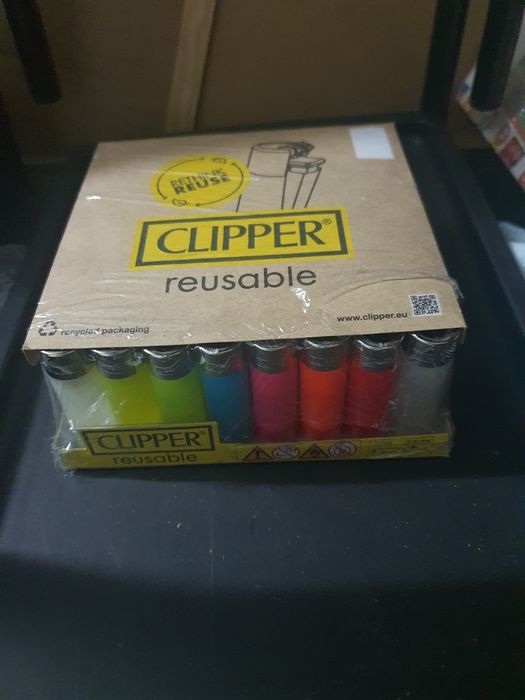 RETHINK
REUSE
CLIPPER®
reusable
www.clipper.eu
recycled packaging
CLIPPER®
reusable